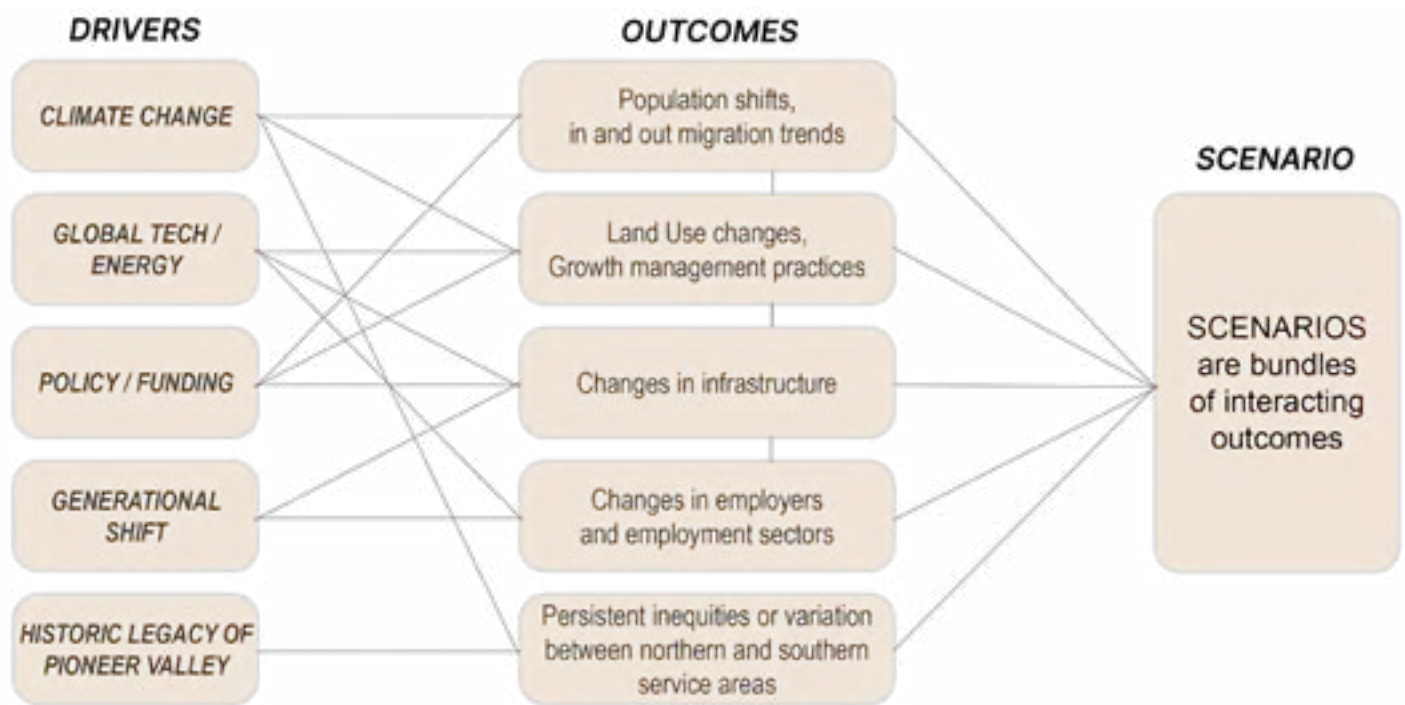 DRIVERS
CLIMATE CHANGE
GLOBAL TECH /
ENERGY
POLICY / FUNDING
GENERATIONAL
SHIFT
HISTORIC LEGACY OF
PIONEER VALLEY
OUTCOMES
Population shifts,
in and out migration trends
Land Use changes,
Growth management practices
Changes in infrastructure
Changes in employers
and employment sectors
Persistent inequities or variation
between northern and southern
service areas
SCENARIO
SCENARIOS
are bundles
of interacting
outcomes